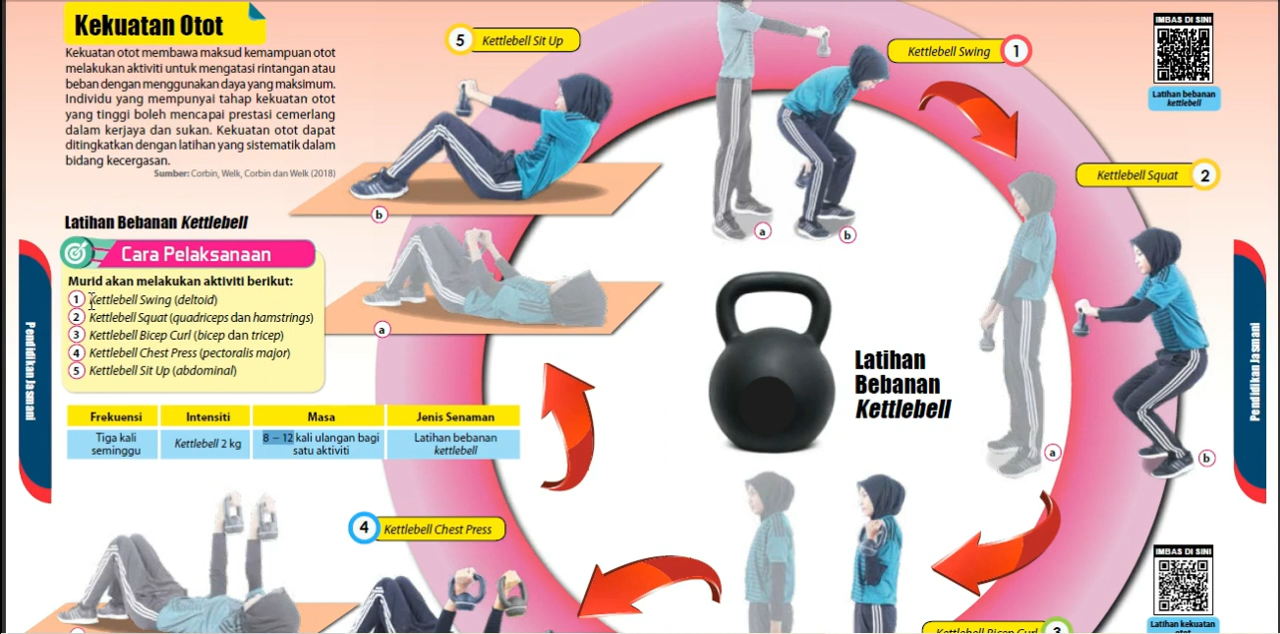 Kekuatan Otot
Kekuatan otot membawa maksud kemampuan otot
melakukan aktiviti untuk mengatasi rintangan atau
beban dengan menggunakan daya yang maksimum.
Individu yang mempunyai tahap kekuatan otot
yang tinggi boleh mencapai prestasi cemerlang
dalam kerjaya dan sukan. Kekuatan otot dapat
ditingkatkan dengan latihan yang sistematik dalam
bidang kecergasan.
Sumber: Corbin, Welk, Corbin dan Welk (2018)
Latihan Bebanan Kettlebell
Cara Pelaksanaan
Murid akan melakukan aktiviti berikut:
1 Kettlebell Swing (deltoid)
2 Kettlebell Squat (quadriceps dan hamstrings)
3 Kettlebell Bicep Curl (bicep dan tricep)
4 Kettlebell Chest Press (pectoralis major)
5 Kettlebell Sit Up (abdominal)
Frekuensi Intensiti Masa Jenis Senaman
Tiga kali
seminggu
Kettlebell 2 kg
8 – 12 kali ulangan bagi
satu aktiviti
Latihan bebanan
kettlebell
Pendidikan Jasmani
5 Kettlebell Sit Up
b
a
Kettlebell Swing 1
a
b
Kettlebell Squat 2
a
b
Latihan
Bebanan
Kettlebell
4 Kettlebell Chest Press
Kettlebell Bicep Curl 3
IMBAS DI SINI
Latihan bebanan
kettlebell
Pendidikan Jasmani
IMBAS DI SINI
Latihan kekuatan
otot